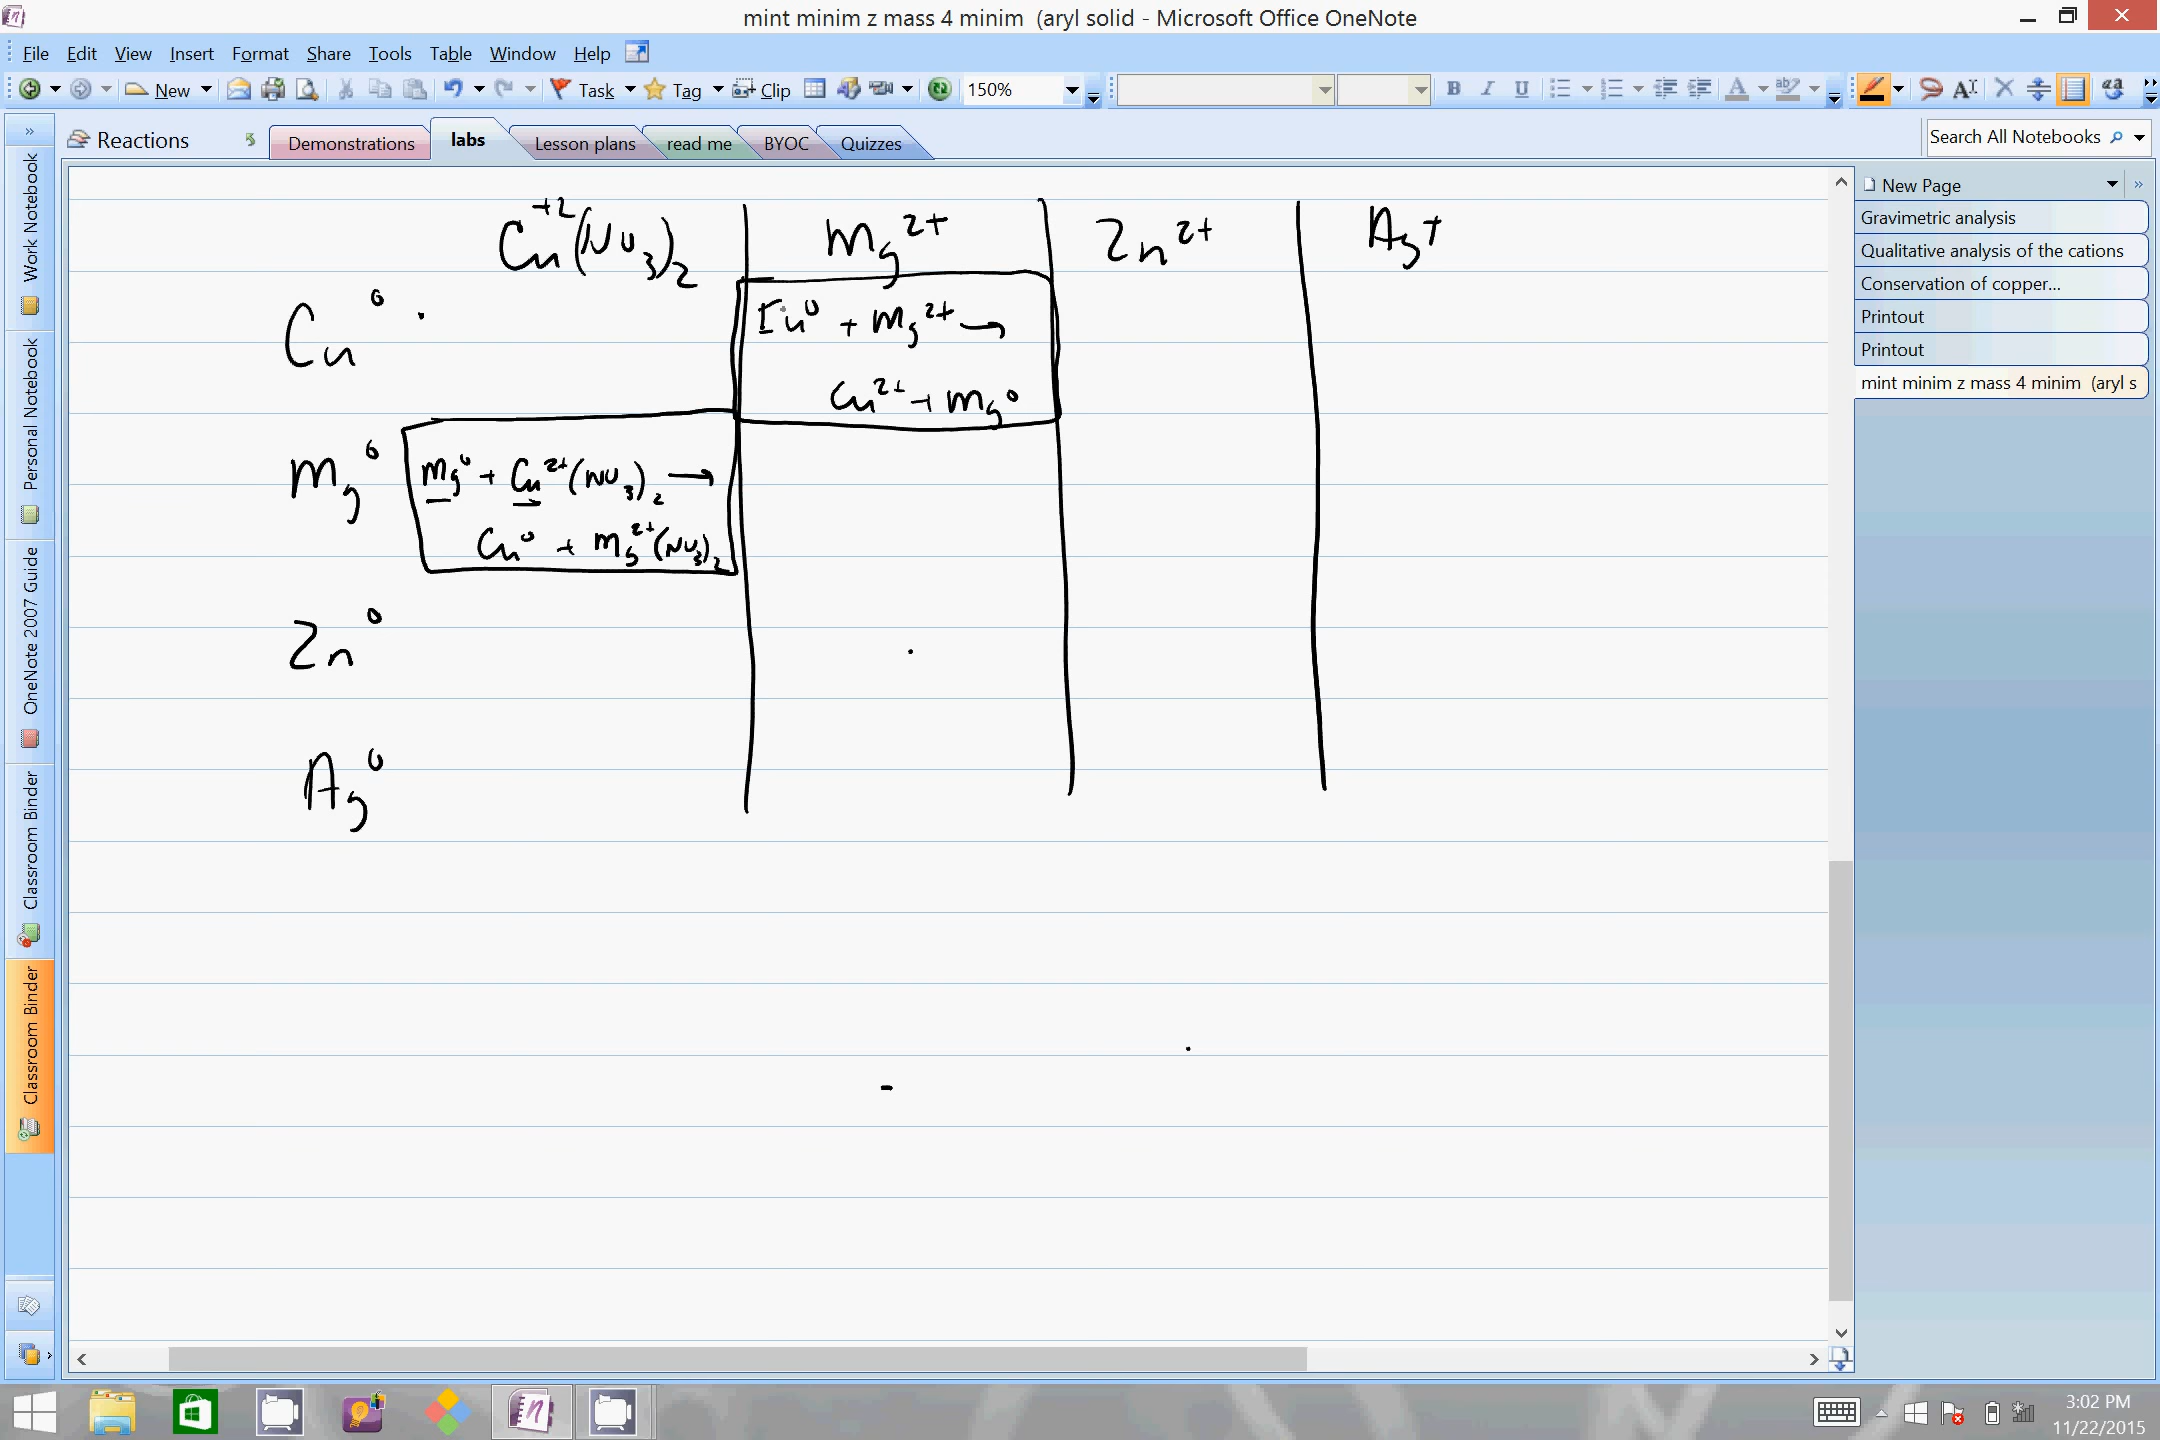 mint minim z mass 4 minim (aryl solid - Microsoft Office OneNote
File Edit View Insert Format Share Tools Table Window Help
New Task Tag Clip 150% B I U
Reactions Demonstrations labs Lesson plans read me BYOC Quizzes Search All Notebooks
Work Notebook
Personal Notebook
OneNote 2007 Guide
Classroom Binder
Classroom Binder
New Page
Gravimetric analysis
Qualitative analysis of the cations
Conservation of copper...
Printout
Printout
mint minim z mass 4 minim (aryl s
Cu⁺²(NO₃)₂ Mg²⁺ Zn²⁺ Ag⁺
Cu⁰ Cu⁰ + Mg²⁺ →
Cu²⁺ + Mg⁰
Mg⁰ Mg⁰ + Cu²⁺(NO₃)₂ →
Cu⁰ + Mg²⁺(NO₃)₂
Zn⁰
Ag⁰
3:02 PM
11/22/2015